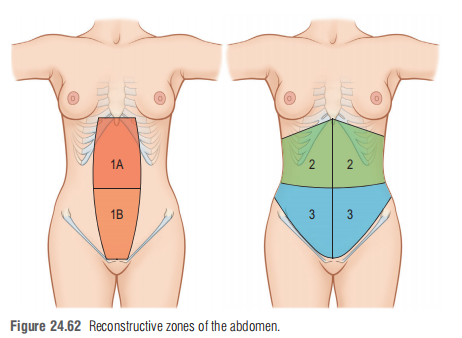 1A
1B
2 2
3 3
Figure 24.62 Reconstructive zones of the abdomen.